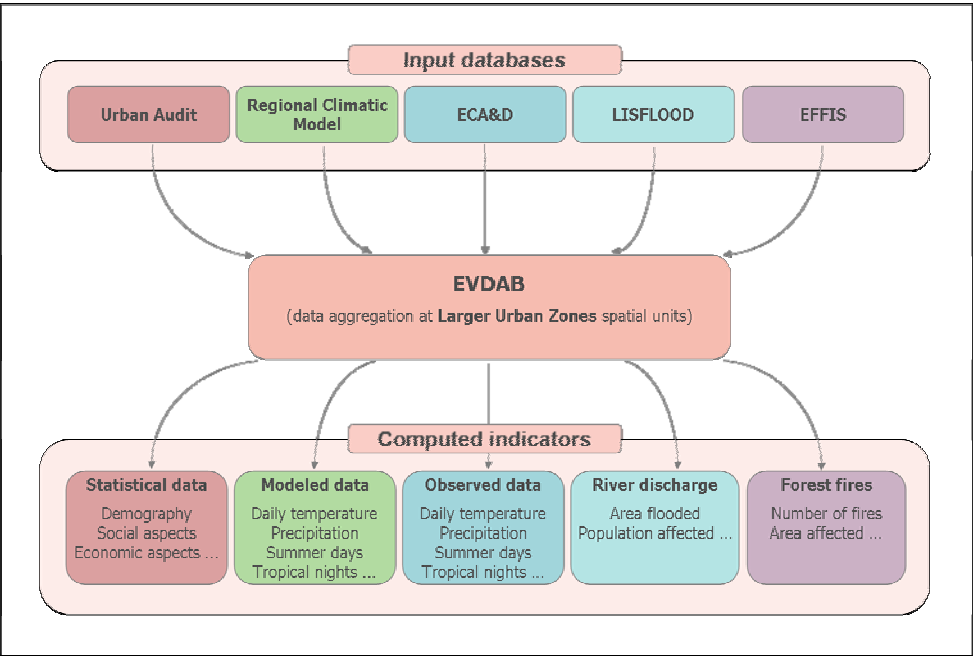 Input databases
Urban Audit
Regional Climatic
Model
ECA&D
LISFLOOD
EFFIS
EVDAB
(data aggregation at Larger Urban Zones spatial units)
Computed indicators
Statistical data
Demography
Social aspects
Economic aspects ...
Modeled data
Daily temperature
Precipitation
Summer days
Tropical nights ...
Observed data
Daily temperature
Precipitation
Summer days
Tropical nights ...
River discharge
Area flooded
Population affected ...
Forest fires
Number of fires
Area affected ...